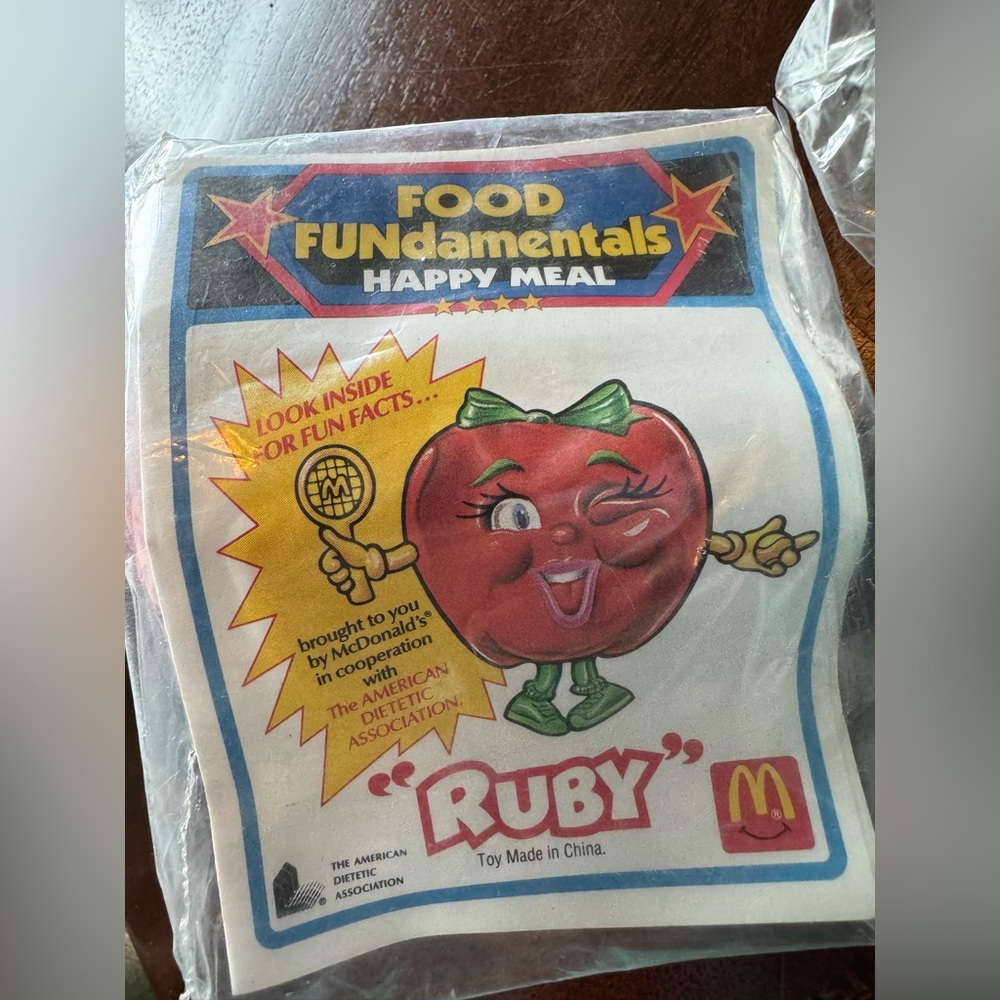 FOOD
FUNdamentals
HAPPY MEAL
LOOK INSIDE
FOR FUN FACTS...
M
brought to you
by McDonald's®
in cooperation
with
The AMERICAN
DIETETIC
ASSOCIATION.
"RUBY"
Toy Made in China.
M®
THE AMERICAN
DIETETIC
ASSOCIATION
®